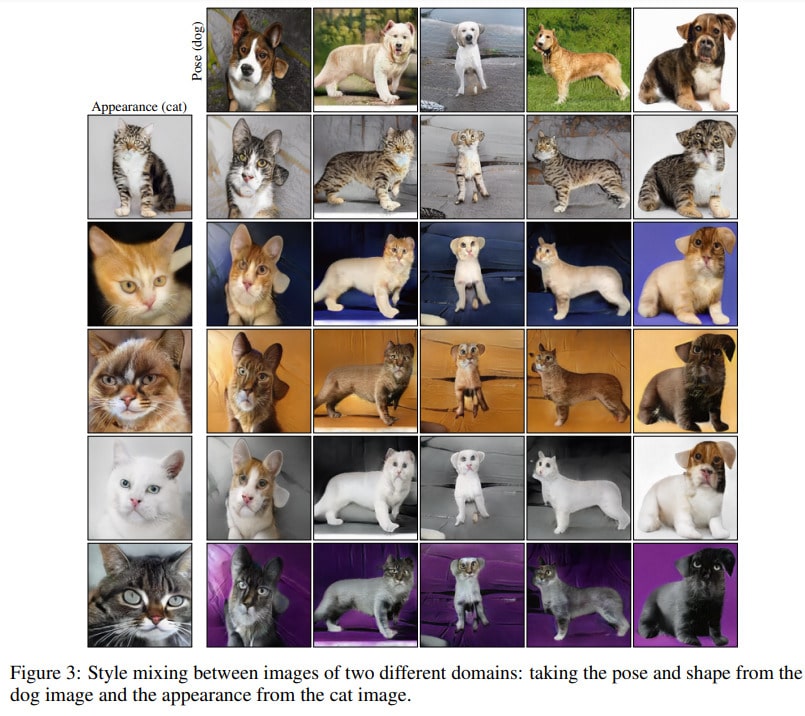 Pose (dog)
Appearance (cat)
Figure 3: Style mixing between images of two different domains: taking the pose and shape from the
dog image and the appearance from the cat image.